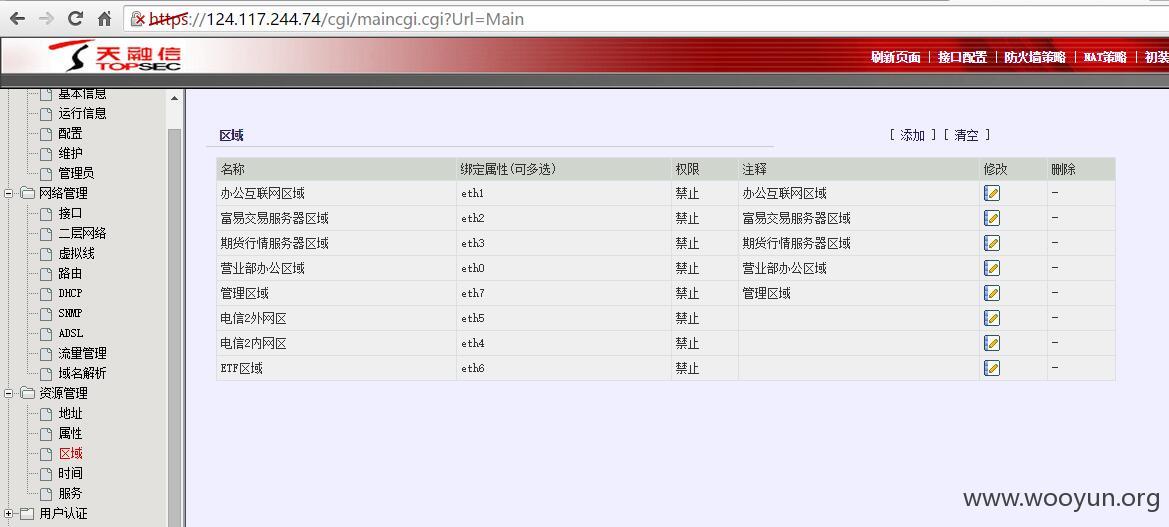 https://124.117.244.74/cgi/maincgi.cgi?Url=Main
天融信
TOPSEC
刷新页面 | 接口配置 | 防火墙策略 | NAT策略 | 初装
基本信息
运行信息
配置
维护
管理员
网络管理
接口
二层网络
虚拟线
路由
DHCP
SNMP
ADSL
流量管理
域名解析
资源管理
地址
属性
区域
时间
服务
用户认证
区域 [ 添加 ] [ 清空 ]
名称 绑定属性(可多选) 权限 注释 修改 删除
办公互联网区域 eth1 禁止 办公互联网区域 -
富易交易服务器区域 eth2 禁止 富易交易服务器区域 -
期货行情服务器区域 eth3 禁止 期货行情服务器区域 -
营业部办公区域 eth0 禁止 营业部办公区域 -
管理区域 eth7 禁止 管理区域 -
电信2外网区 eth5 禁止 -
电信2内网区 eth4 禁止 -
ETF区域 eth6 禁止 -
www.wooyun.org